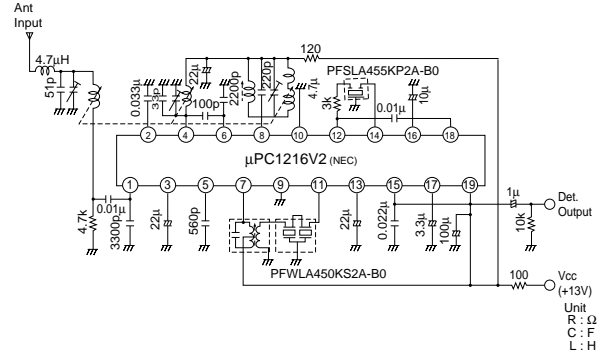 Ant
Input
4.7μH
51p
0.033μ
33p
22μ
100p
2200p
220p
4.7μ
120
PFSLA455KP2A-B0
3k
0.01μ
10μ
2
4
6
8
10
12
14
16
18
μPC1216V2 (NEC)
1
3
5
7
9
11
13
15
17
19
4.7k
0.01μ
3300p
22μ
560p
PFWLA450KS2A-B0
22μ
0.022μ
3.3μ
100μ
1μ
10k
Det.
Output
100
Vcc
(+13V)
Unit
R : Ω
C : F
L : H